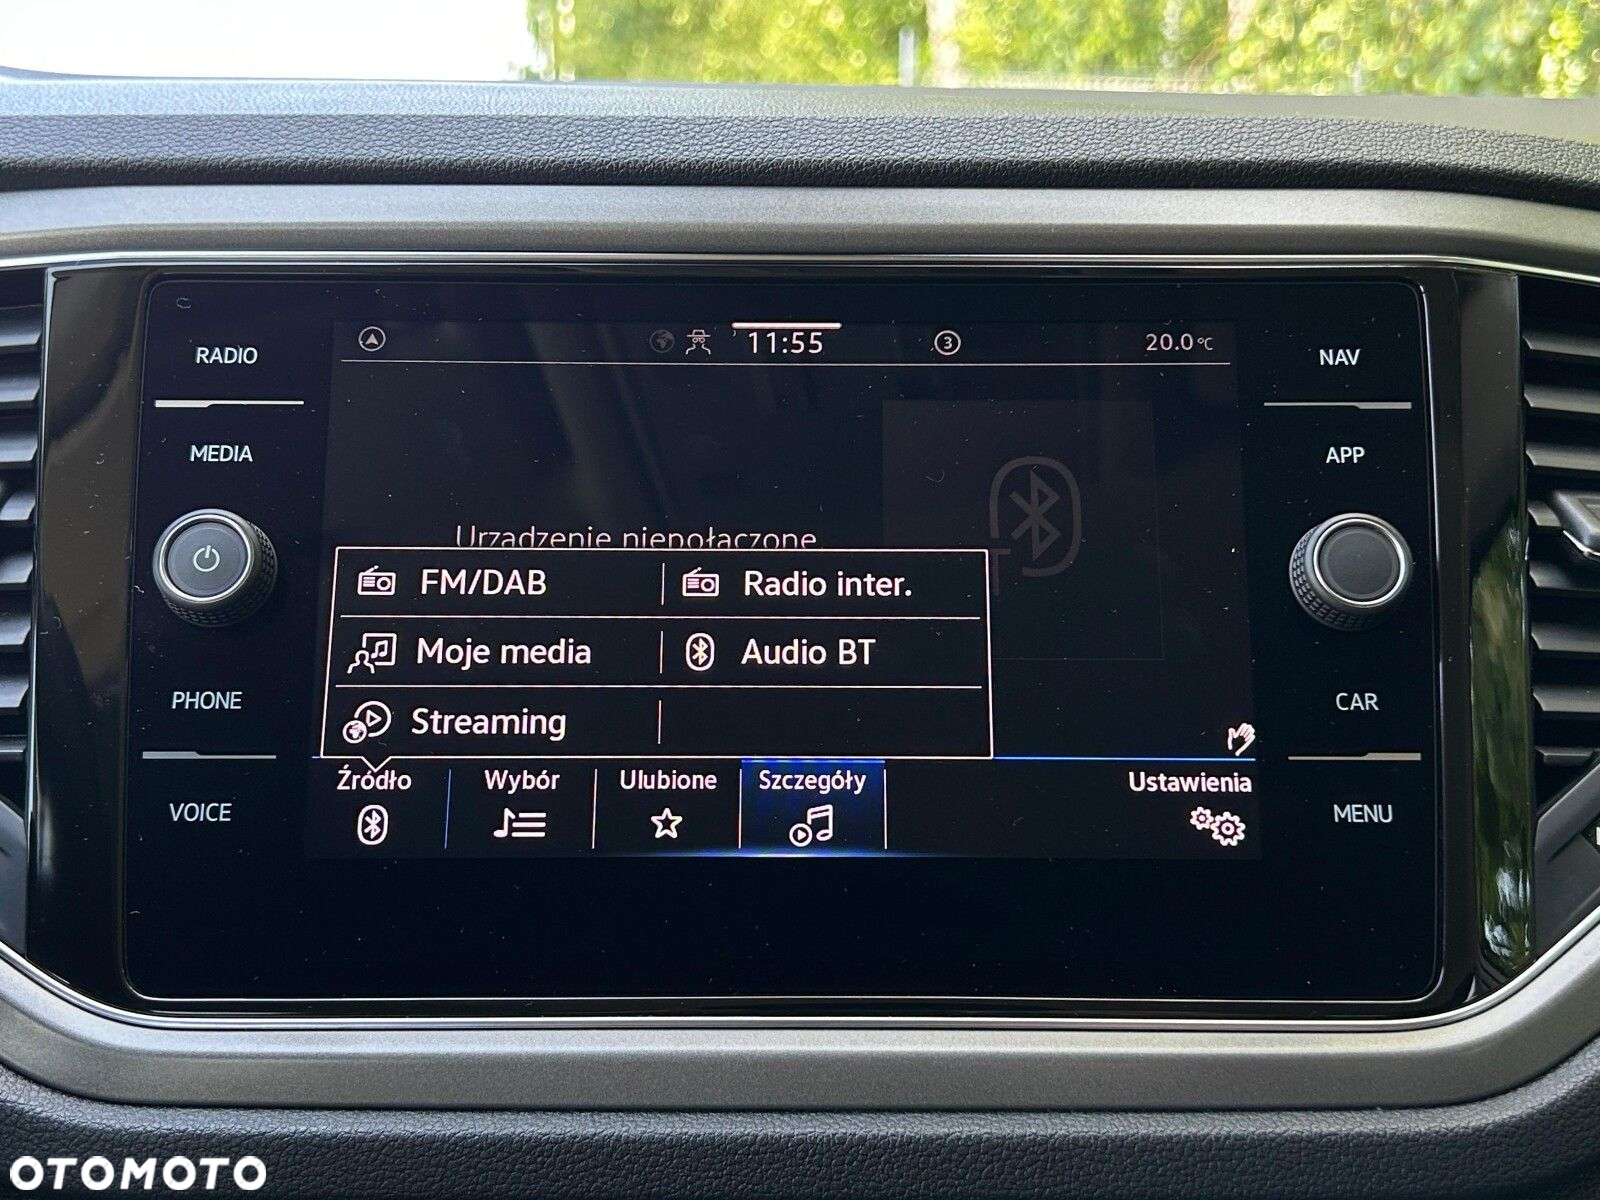 RADIO
MEDIA
PHONE
VOICE
11:55
3
20.0°C
Urządzenie niepołączone.
FM/DAB
Radio inter.
Moje media
Audio BT
Streaming
Źródło
Wybór
Ulubione
Szczegóły
Ustawienia
NAV
APP
CAR
MENU
OTOMOTO